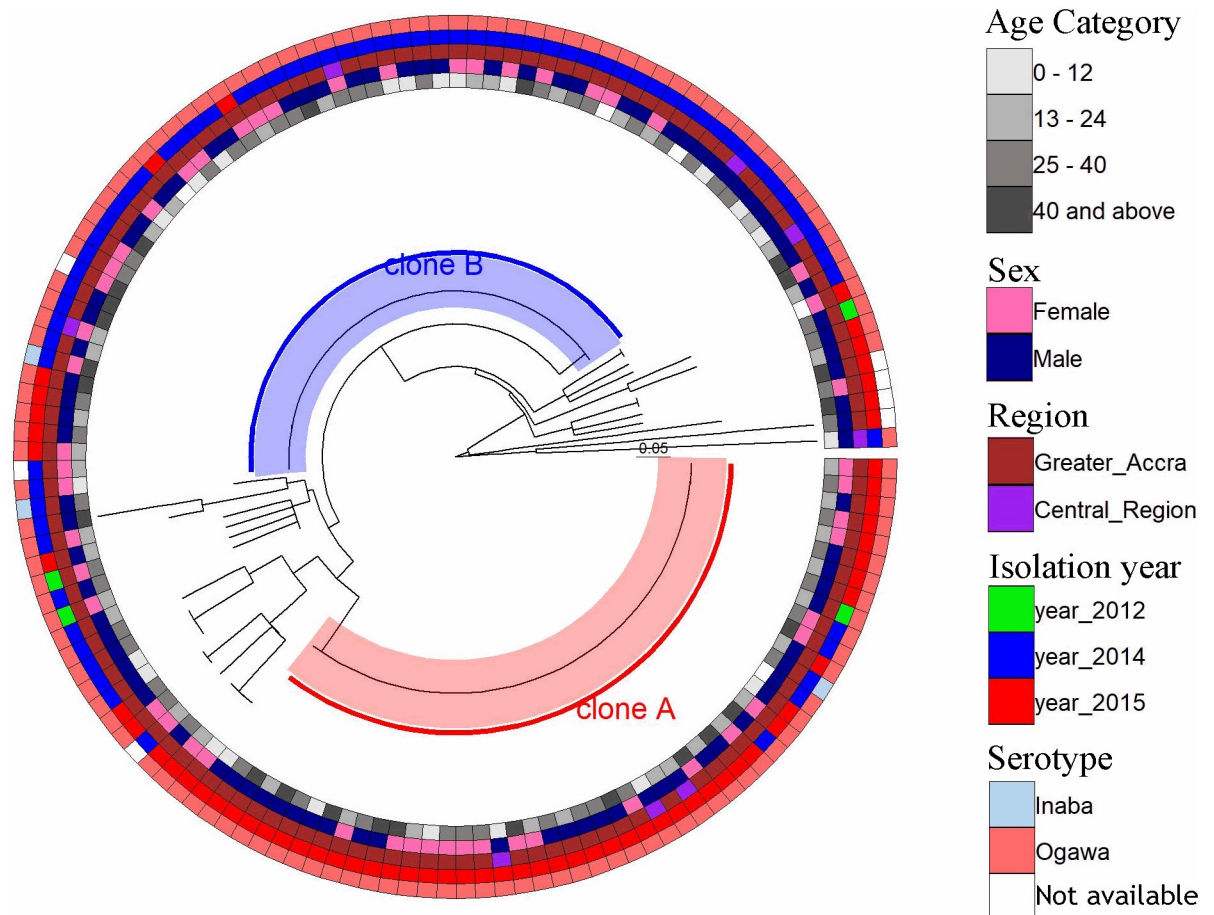 clone B
0.05
clone A
Age Category
0 - 12
13 - 24
25 - 40
40 and above
Sex
Female
Male
Region
Greater_Accra
Central_Region
Isolation year
year_2012
year_2014
year_2015
Serotype
Inaba
Ogawa
Not available